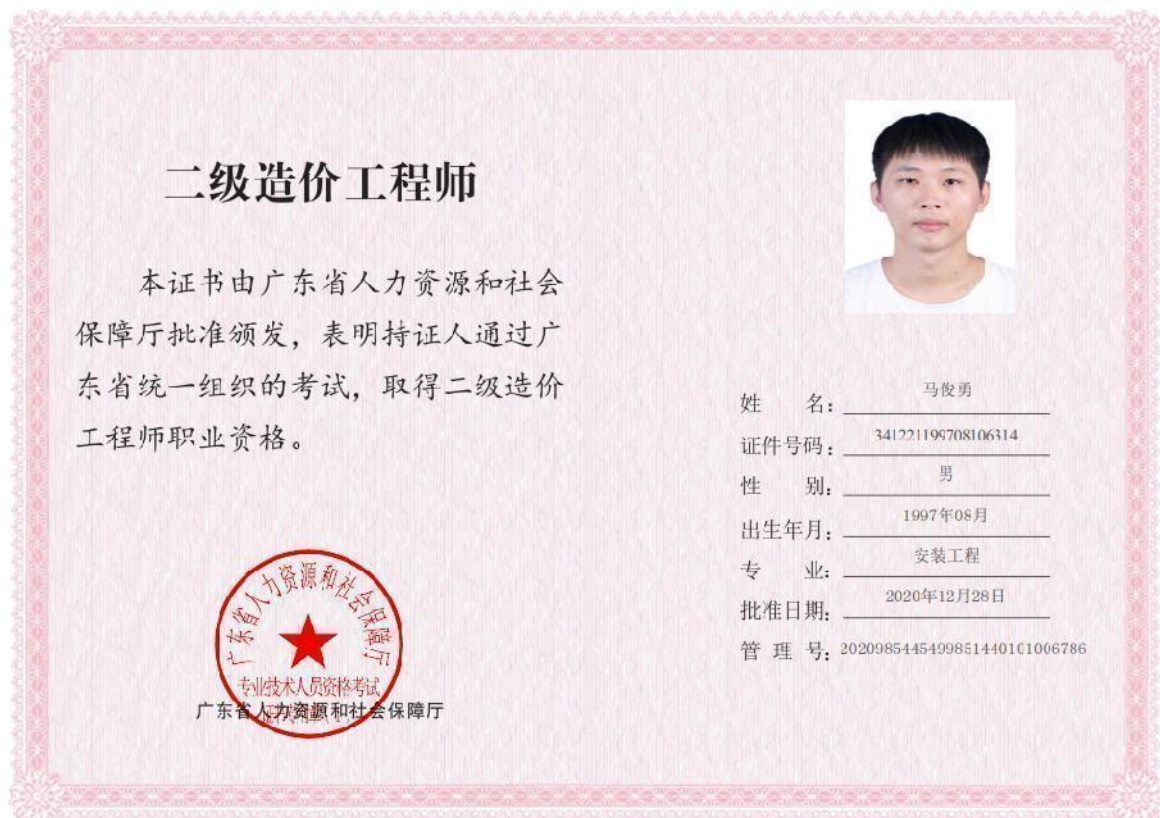 二级造价工程师
本证书由广东省人力资源和社会
保障厅批准颁发，表明持证人通过广
东省统一组织的考试，取得二级造价
工程师职业资格。
广东省人力资源和社会保障厅
专业技术人员资格考试
广东省人力资源和社会保障厅
姓 名：马俊勇
证件号码：341221199708106314
性 别：男
出生年月：1997年08月
专 业：安装工程
批准日期：2020年12月28日
管 理 号：2020985445499851440101006786